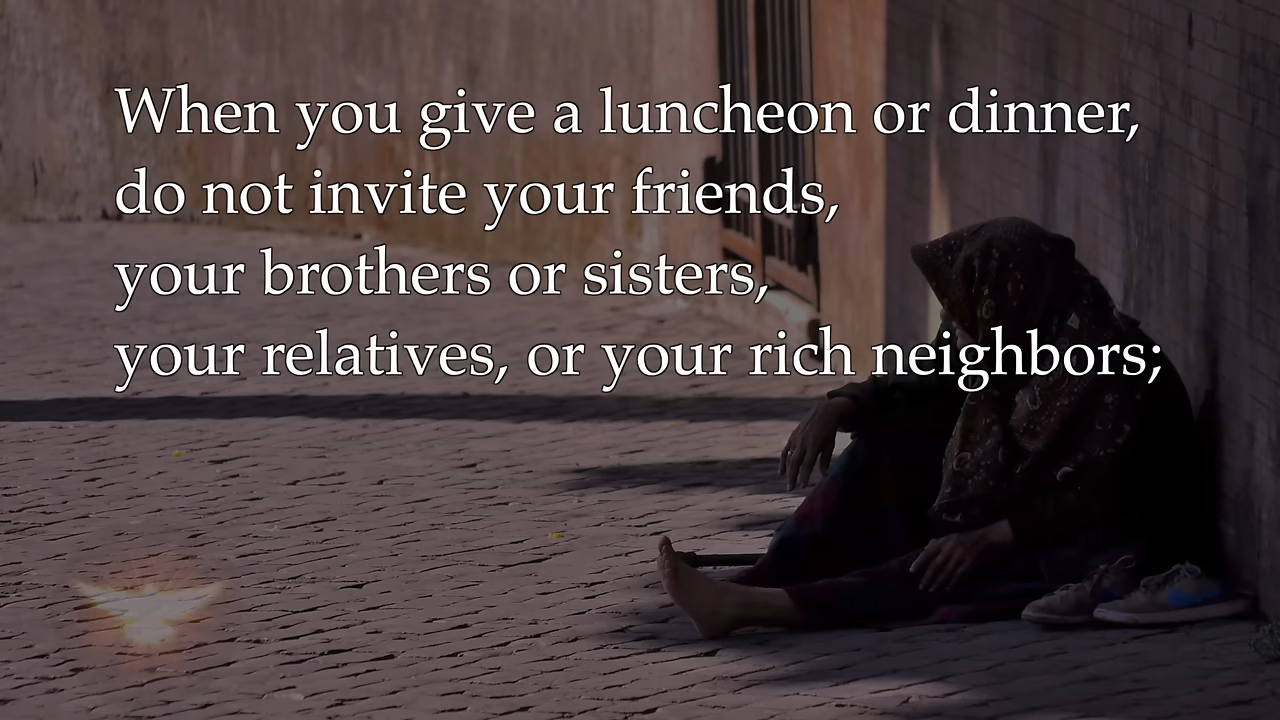 When you give a luncheon or dinner,
do not invite your friends,
your brothers or sisters,
your relatives, or your rich neighbors;